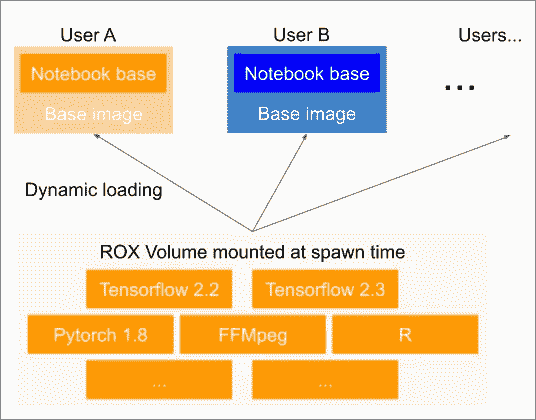 User A
User B
Users...
Notebook base
Notebook base
...
Base image
Base image
Dynamic loading
ROX Volume mounted at spawn time
Tensorflow 2.2
Tensorflow 2.3
Pytorch 1.8
FFMpeg
R
...
...